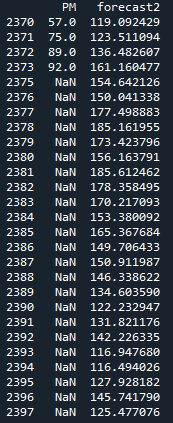 PM forecast2
2370 57.0 119.092429
2371 75.0 123.511094
2372 89.0 136.482607
2373 92.0 161.160477
2375 NaN 154.642126
2376 NaN 150.041338
2377 NaN 177.498883
2378 NaN 185.161955
2379 NaN 173.423796
2380 NaN 156.163791
2381 NaN 185.612462
2382 NaN 178.358495
2383 NaN 170.217093
2384 NaN 153.380092
2385 NaN 165.367684
2386 NaN 149.706433
2387 NaN 150.911987
2388 NaN 146.338622
2389 NaN 134.603590
2390 NaN 122.232947
2391 NaN 131.821176
2392 NaN 142.226335
2393 NaN 116.947680
2394 NaN 116.494026
2395 NaN 127.928182
2396 NaN 145.741790
2397 NaN 125.477076